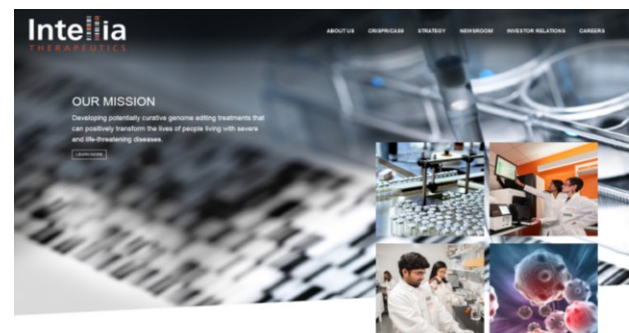 Intellia
THERAPEUTICS
ABOUT US CRISPR/CAS9 STRATEGY NEWSROOM INVESTOR RELATIONS CAREERS
OUR MISSION
Developing potentially curative genome editing treatments that
can positively transform the lives of people living with severe
and life-threatening diseases.
LEARN MORE